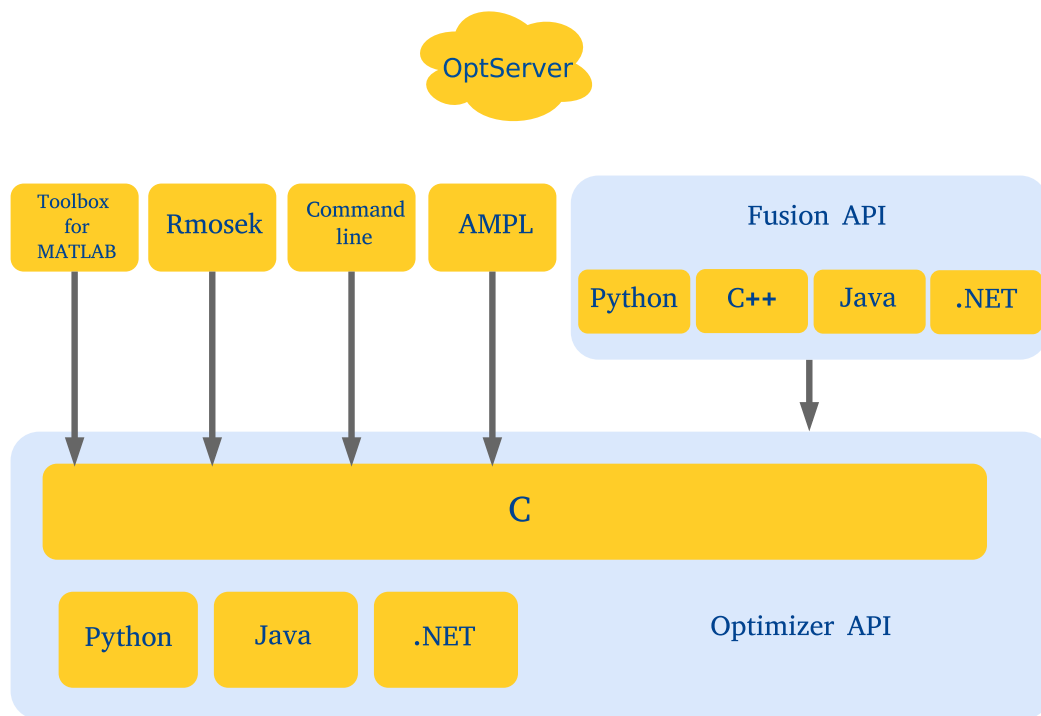 OptServer
Toolbox
for
MATLAB
Rmosek
Command
line
AMPL
Fusion API
Python
C++
Java
.NET
C
Python
Java
.NET
Optimizer API